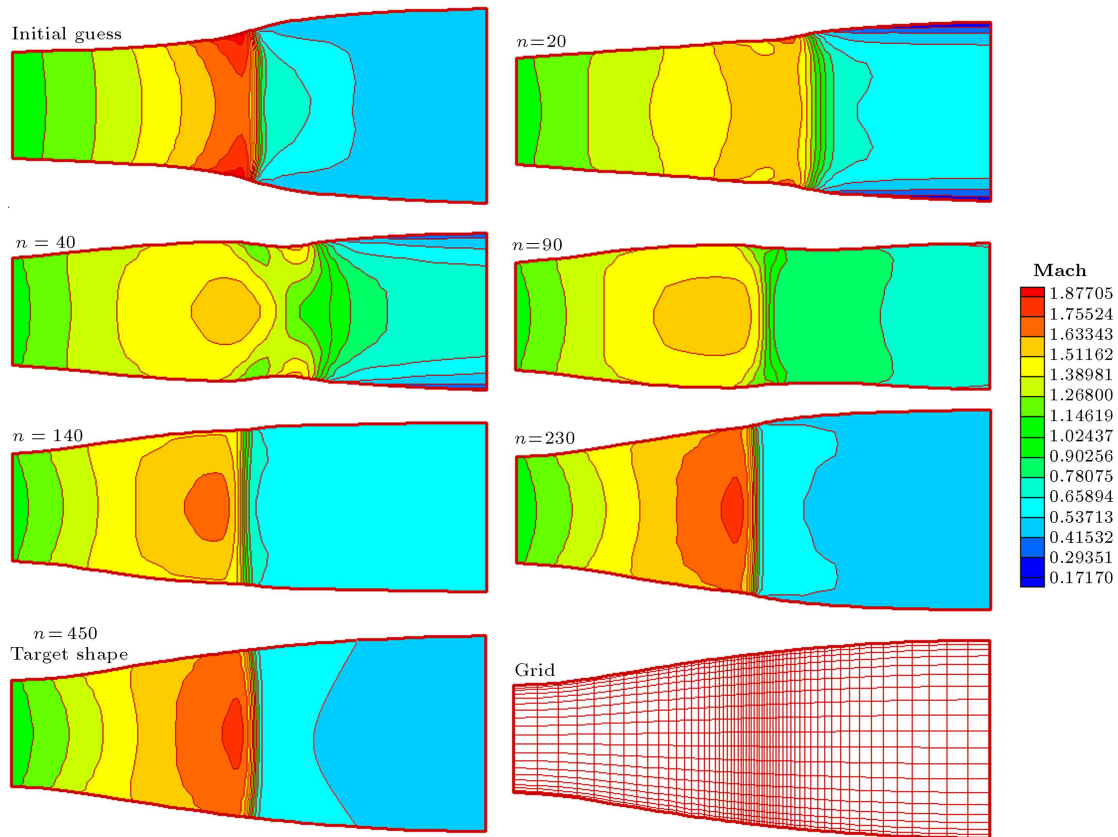 Initial guess
n=20
n = 40
n=90
Mach
1.87705
1.75524
1.63343
1.51162
1.38981
1.26800
1.14619
1.02437
0.90256
0.78075
0.65894
0.53713
0.41532
0.29351
0.17170
n = 140
n=230
n = 450
Target shape
Grid